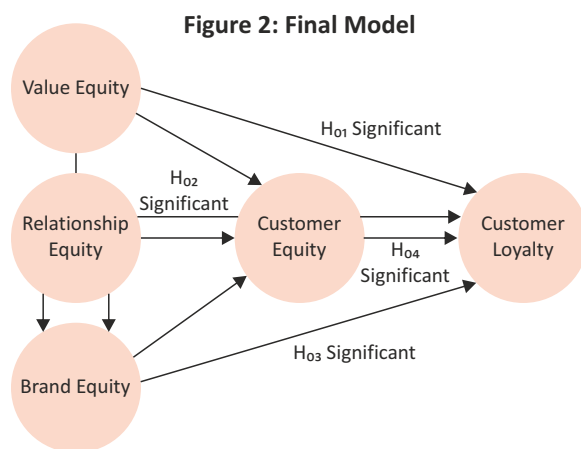 Figure 2: Final Model
Value Equity
H₀₁ Significant
H₀₂
Significant
Relationship
Equity
Customer
Equity
Customer
Loyalty
H₀₄
Significant
H₀₃ Significant
Brand Equity